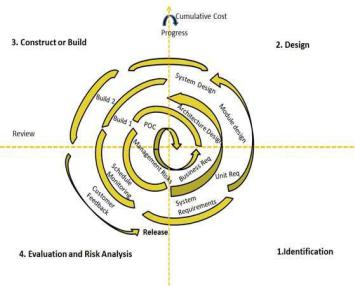 Cumulative Cost
Progress
3. Construct or Build
2. Design
System Design
Build 2
Build 1
Architecture Design
Module design
POC
Review
Management Risks
Business Req
Unit Req
Schedule
Monitoring
Customer
Feedback
System
Requirements
Release
4. Evaluation and Risk Analysis
1.Identification